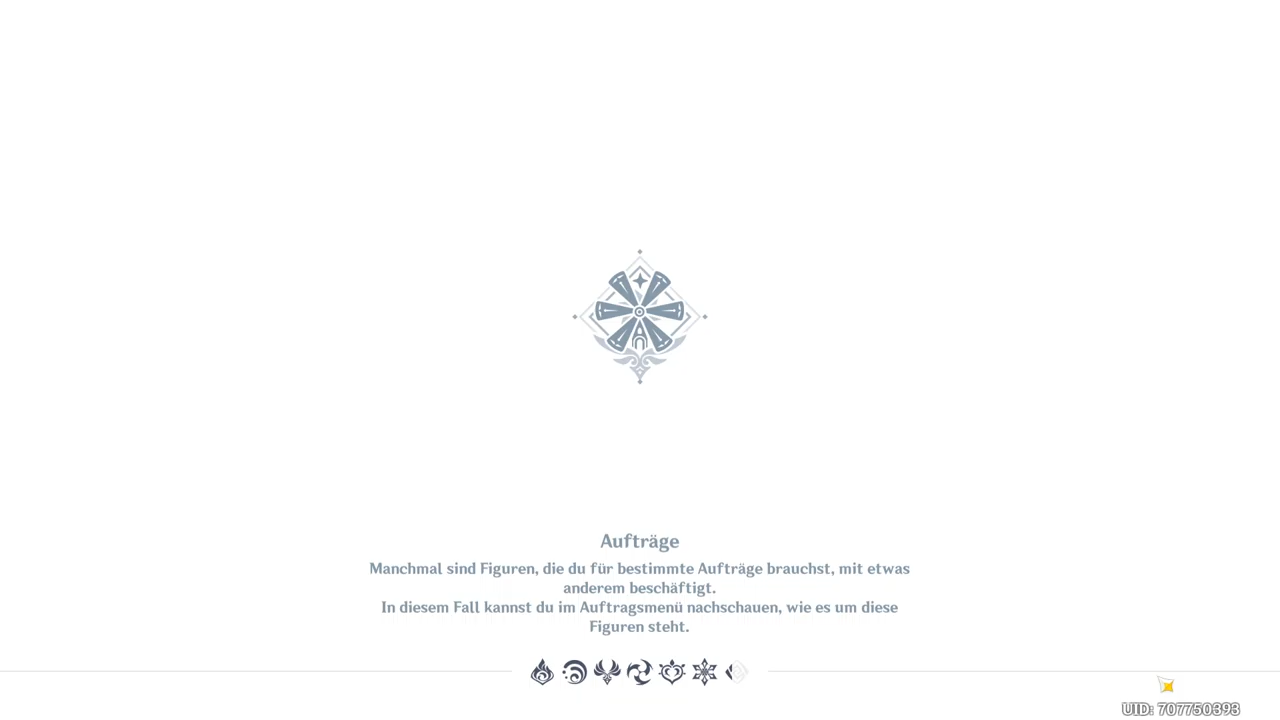 Aufträge
Manchmal sind Figuren, die du für bestimmte Aufträge brauchst, mit etwas
anderem beschäftigt.
In diesem Fall kannst du im Auftragsmenü nachschauen, wie es um diese
Figuren steht.
UID: 707750393